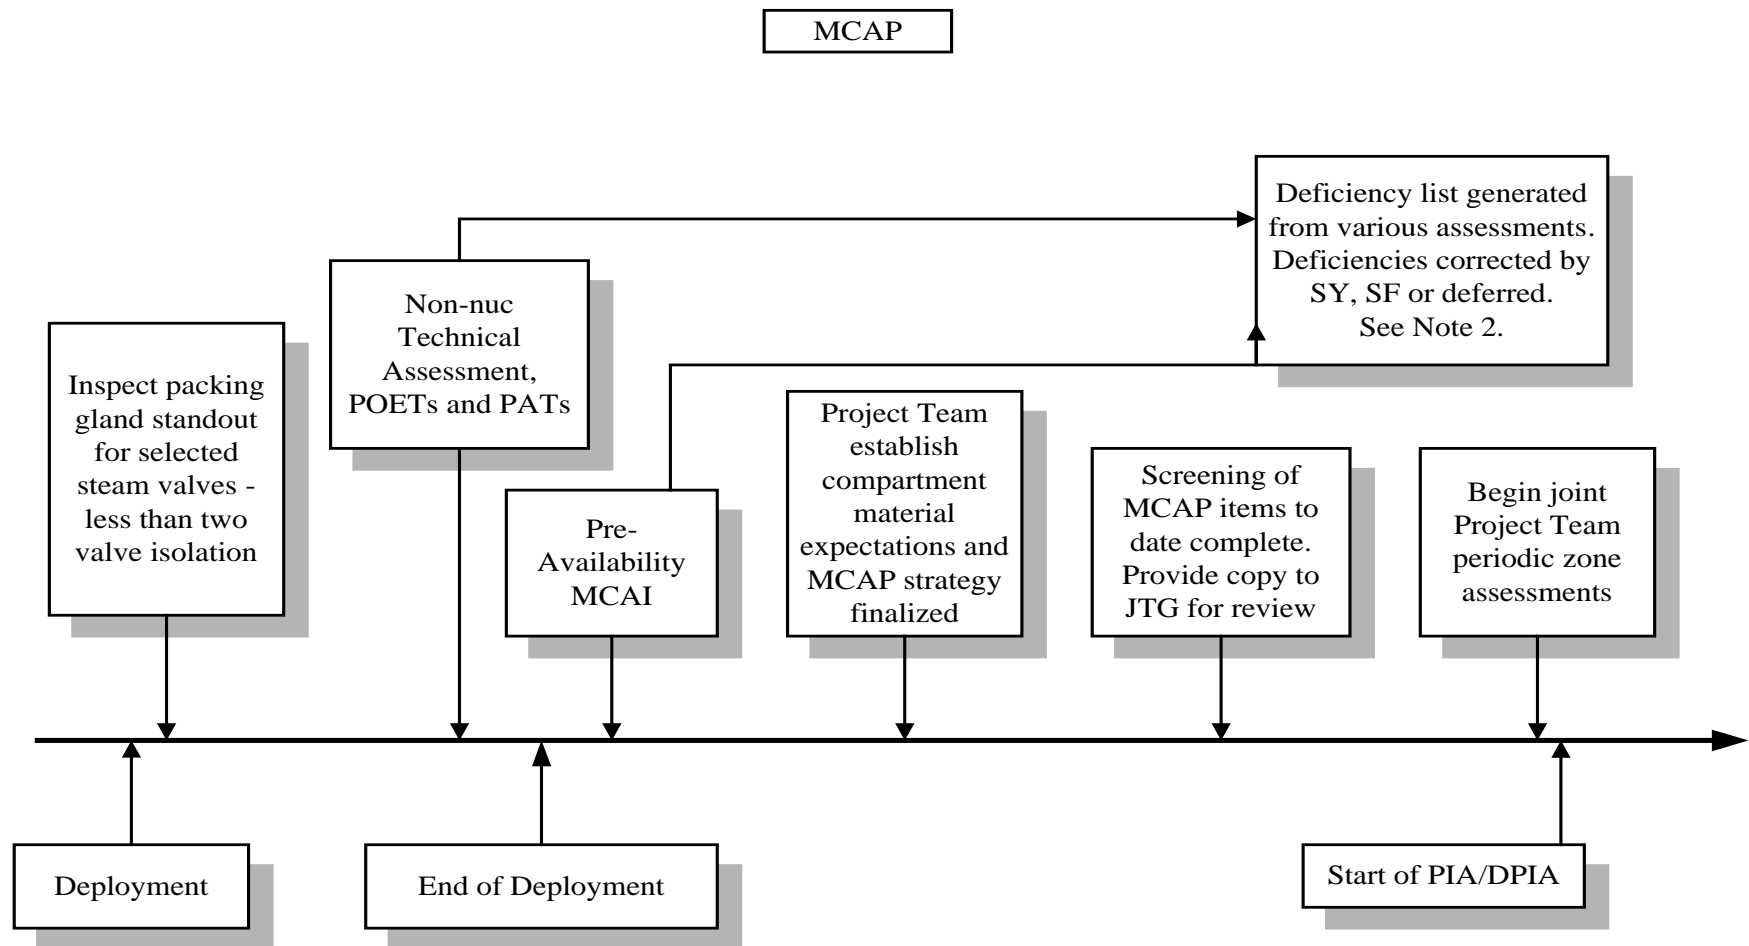 MCAP
Deficiency list generated
from various assessments.
Deficiencies corrected by
SY, SF or deferred.
See Note 2.
Non-nuc
Technical
Assessment,
POETs and PATs
Inspect packing
gland standout
for selected
steam valves -
less than two
valve isolation
Pre-
Availability
MCAI
Project Team
establish
compartment
material
expectations and
MCAP strategy
finalized
Screening of
MCAP items to
date complete.
Provide copy to
JTG for review
Begin joint
Project Team
periodic zone
assessments
Deployment
End of Deployment
Start of PIA/DPIA